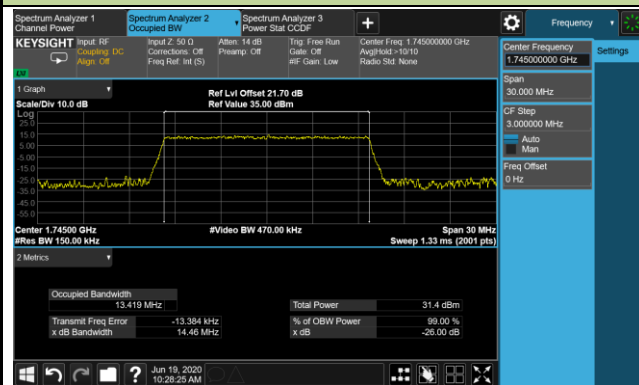 Spectrum Analyzer 1
Channel Power
Spectrum Analyzer 2
Occupied BW
Spectrum Analyzer 3
Power Stat CCDF
Frequency
KEYSIGHT
Input: RF
Coupling: DC
Align: Off
Input Z: 50 Ω
Corrections: Off
Freq Ref: Int (S)
Atten: 14 dB
Preamp: Off
Trig: Free Run
Gate: Off
#IF Gain: Low
Center Freq: 1.745000000 GHz
Avg|Hold:>10/10
Radio Std: None
Center Frequency
1.745000000 GHz
Settings
Span
30.000 MHz
CF Step
3.000000 MHz
Auto
Man
Freq Offset
0 Hz
1 Graph
Scale/Div 10.0 dB
Ref Lvl Offset 21.70 dB
Ref Value 35.00 dBm
Log
25.0
15.0
5.00
-5.00
-15.0
-25.0
-35.0
-45.0
-55.0
Center 1.74500 GHz
#Res BW 150.00 kHz
#Video BW 470.00 kHz
Span 30 MHz
Sweep 1.33 ms (2001 pts)
2 Metrics
Occupied Bandwidth
13.419 MHz
Total Power 31.4 dBm
Transmit Freq Error -13.384 kHz
% of OBW Power 99.00 %
x dB Bandwidth 14.46 MHz
x dB -26.00 dB
Jun 19, 2020
10:28:25 AM